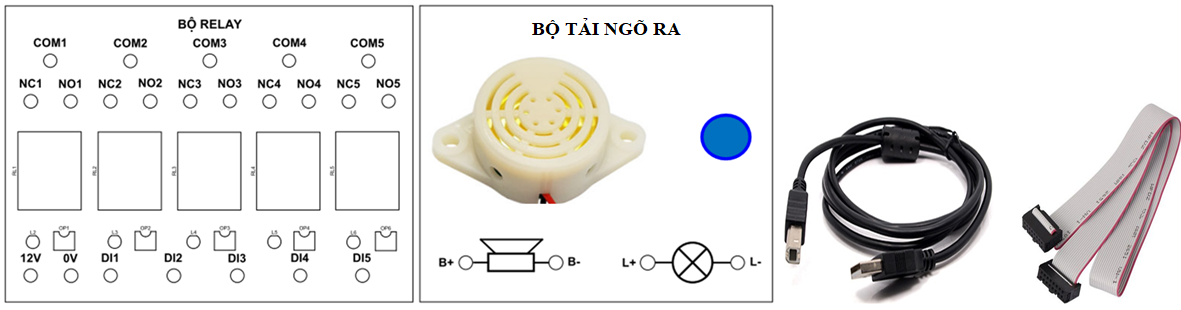 BỘ RELAY
COM1 COM2 COM3 COM4 COM5
NC1 NO1 NC2 NO2 NC3 NO3 NC4 NO4 NC5 NO5
RL1 RL2 RL3 RL4 RL5
L2 OP1 L3 OP2 L4 OP3 L5 OP4 L6 OP6
12V 0V DI1 DI2 DI3 DI4 DI5
BỘ TẢI NGÕ RA
B+ B- L+ L-